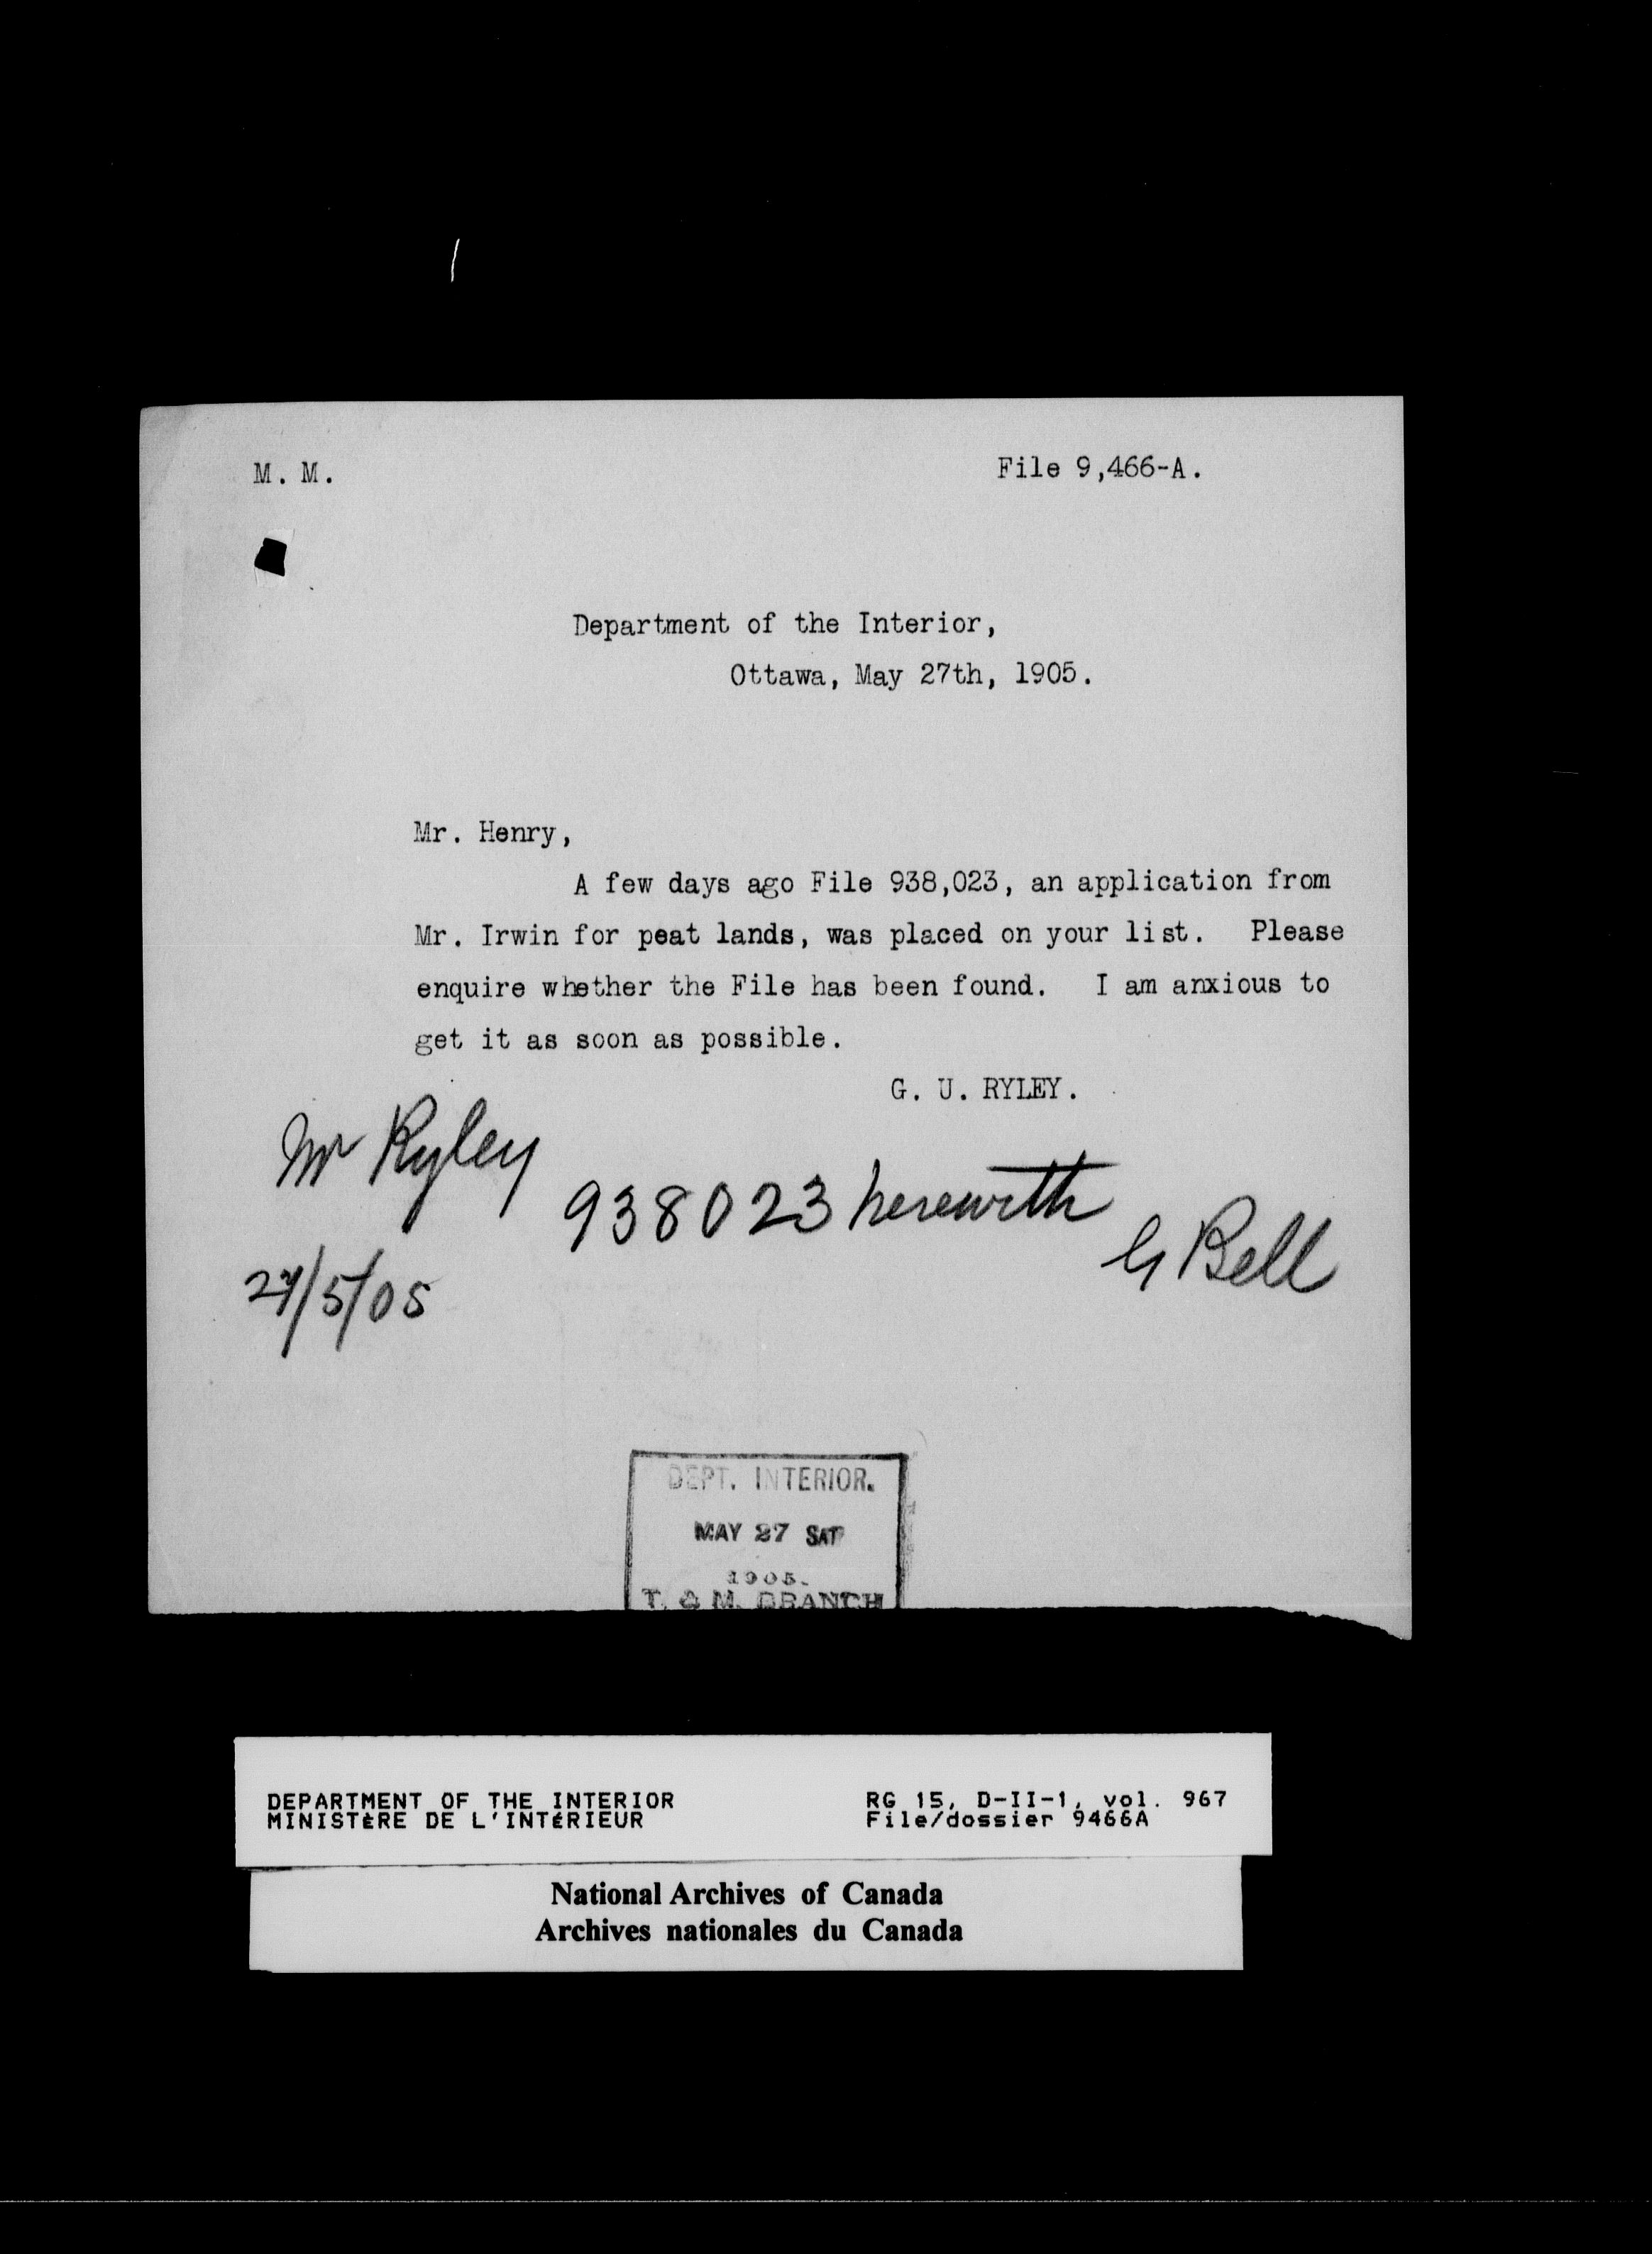 M. M.
File 9,466-A.
Department of the Interior,
Ottawa, May 27th, 1905.
Mr. Henry,
A few days ago File 938,023, an application from
Mr. Irwin for peat lands, was placed on your list. Please
enquire whether the File has been found. I am anxious to
get it as soon as possible.
G. U. RYLEY.
Mr Ryley
938023 herewith
G Bell
27/5/05
DEPT. INTERIOR.
MAY 27 SAT
1905.
T. & M. BRANCH
DEPARTMENT OF THE INTERIOR
MINISTÈRE DE L'INTÉRIEUR
RG 15, D-II-1, vol. 967
File/dossier 9466A
National Archives of Canada
Archives nationales du Canada